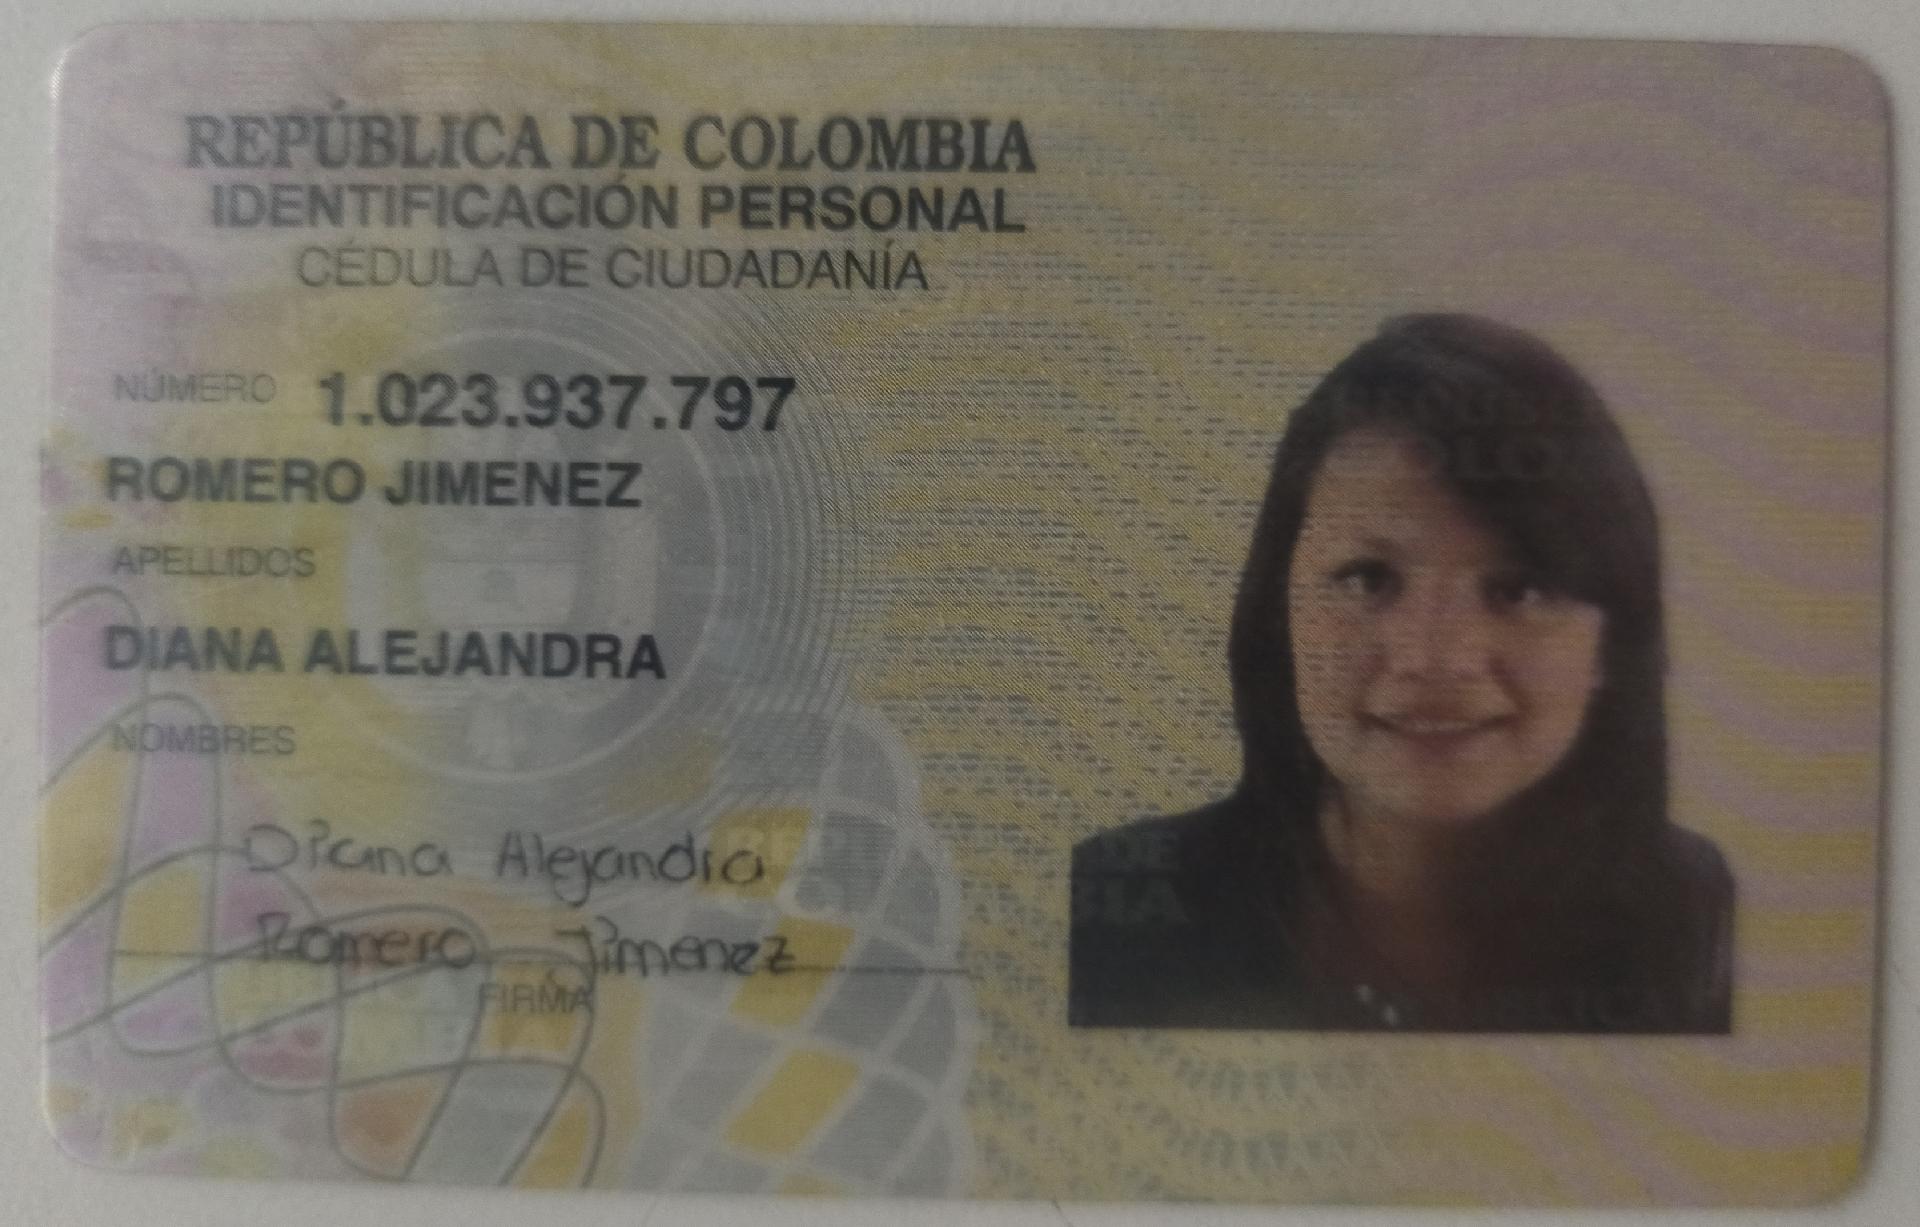 REPÚBLICA DE COLOMBIA
IDENTIFICACIÓN PERSONAL
CÉDULA DE CIUDADANÍA
NÚMERO 1.023.937.797
ROMERO JIMENEZ
APELLIDOS
DIANA ALEJANDRA
NOMBRES
Diana Alejandra
Romero Jimenez
FIRMA